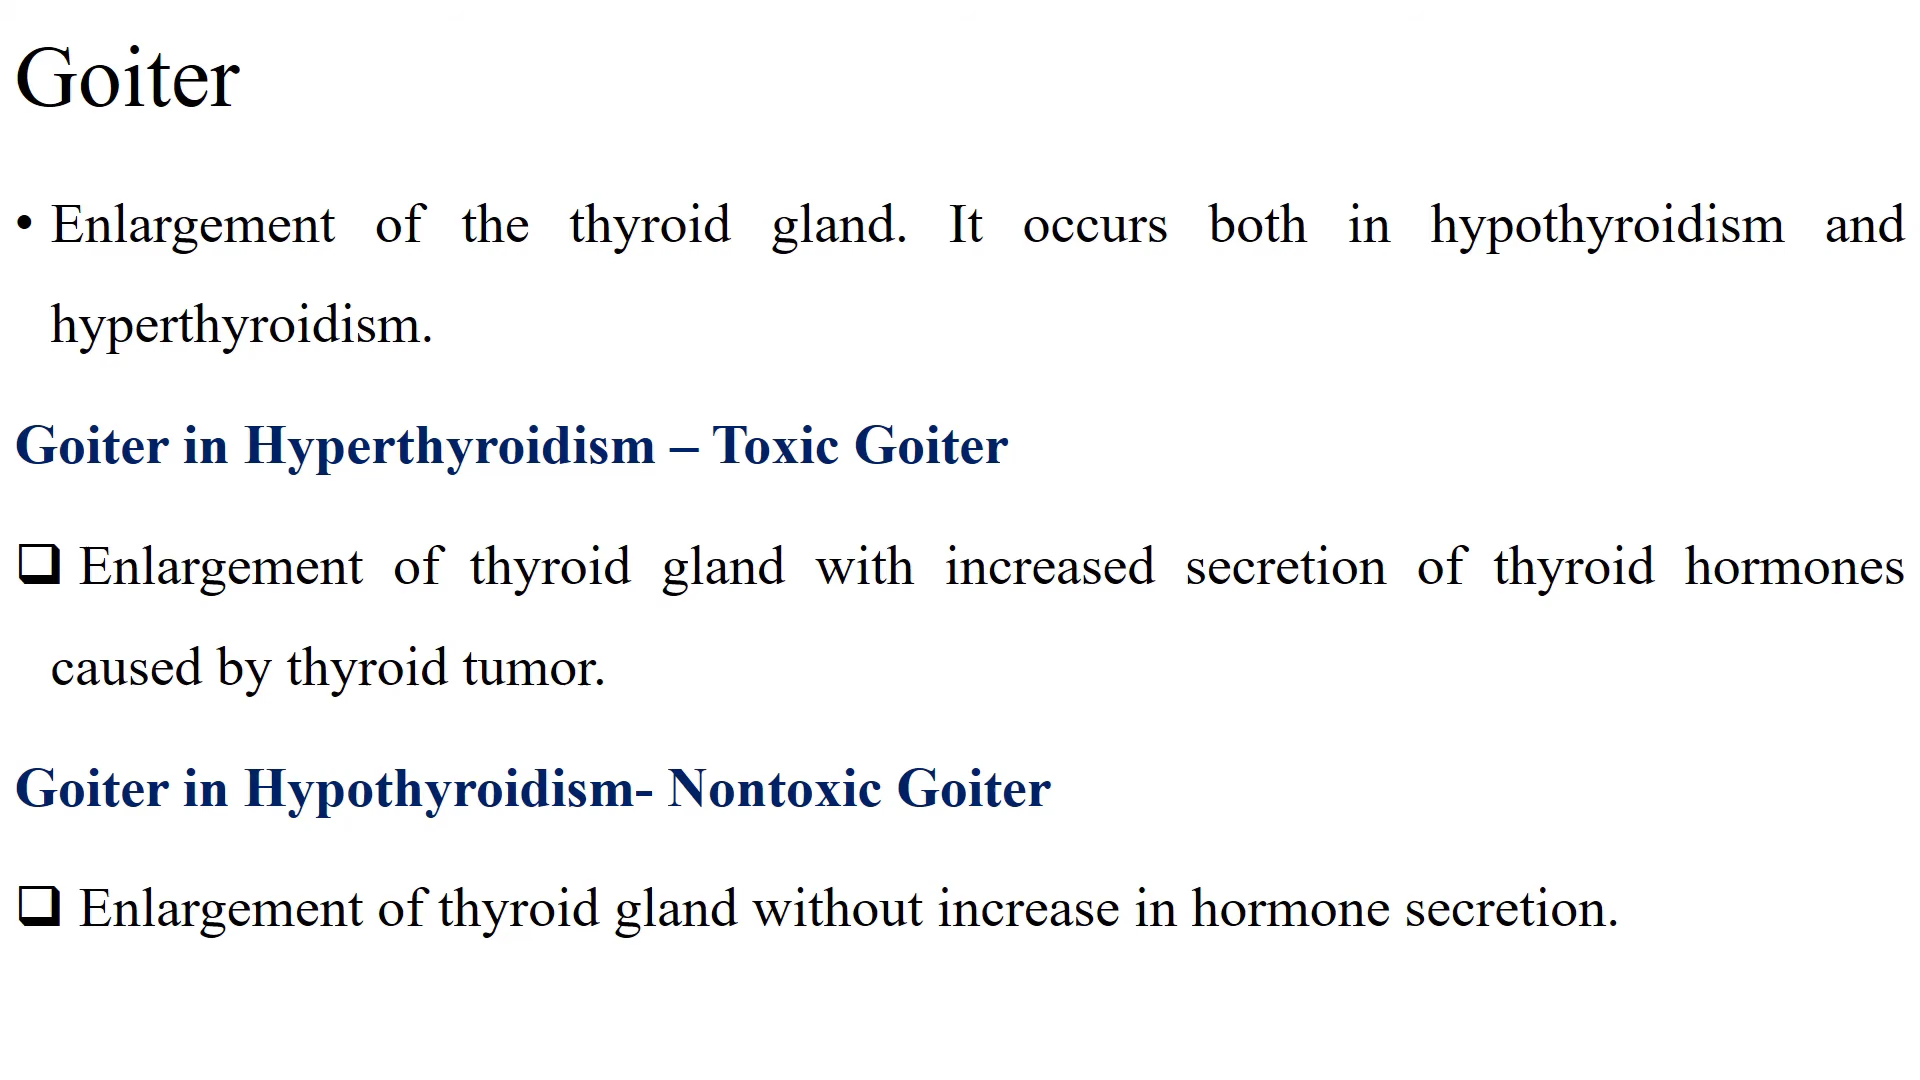 Goiter
• Enlargement of the thyroid gland. It occurs both in hypothyroidism and
hyperthyroidism.
Goiter in Hyperthyroidism – Toxic Goiter
❑ Enlargement of thyroid gland with increased secretion of thyroid hormones
caused by thyroid tumor.
Goiter in Hypothyroidism- Nontoxic Goiter
❑ Enlargement of thyroid gland without increase in hormone secretion.